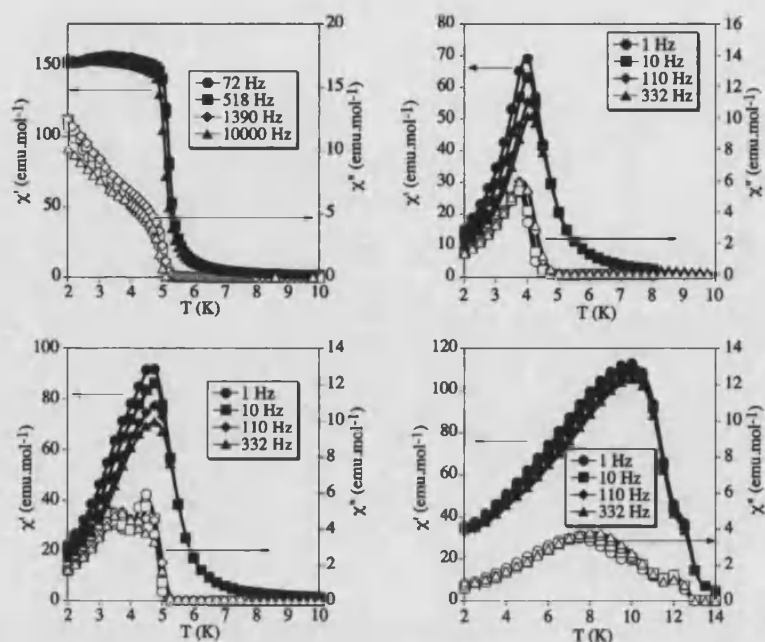 20
15
10
5
0
150
100
50
0
χ' (emu.mol-1)
χ" (emu.mol-1)
72 Hz
518 Hz
1390 Hz
10000 Hz
2 3 4 5 6 7 8 9 10
T (K)
80
70
60
50
40
30
20
10
0
16
14
12
10
8
6
4
2
0
χ' (emu.mol-1)
χ" (emu.mol-1)
1 Hz
10 Hz
110 Hz
332 Hz
2 3 4 5 6 7 8 9 10
T (K)
100
80
60
40
20
0
14
12
10
8
6
4
2
0
χ' (emu.mol-1)
χ" (emu.mol-1)
1 Hz
10 Hz
110 Hz
332 Hz
2 3 4 5 6 7 8 9 10
T (K)
120
100
80
60
40
20
0
14
12
10
8
6
4
2
0
χ' (emu.mol-1)
χ" (emu.mol-1)
1 Hz
10 Hz
110 Hz
332 Hz
2 4 6 8 10 12 14
T (K)